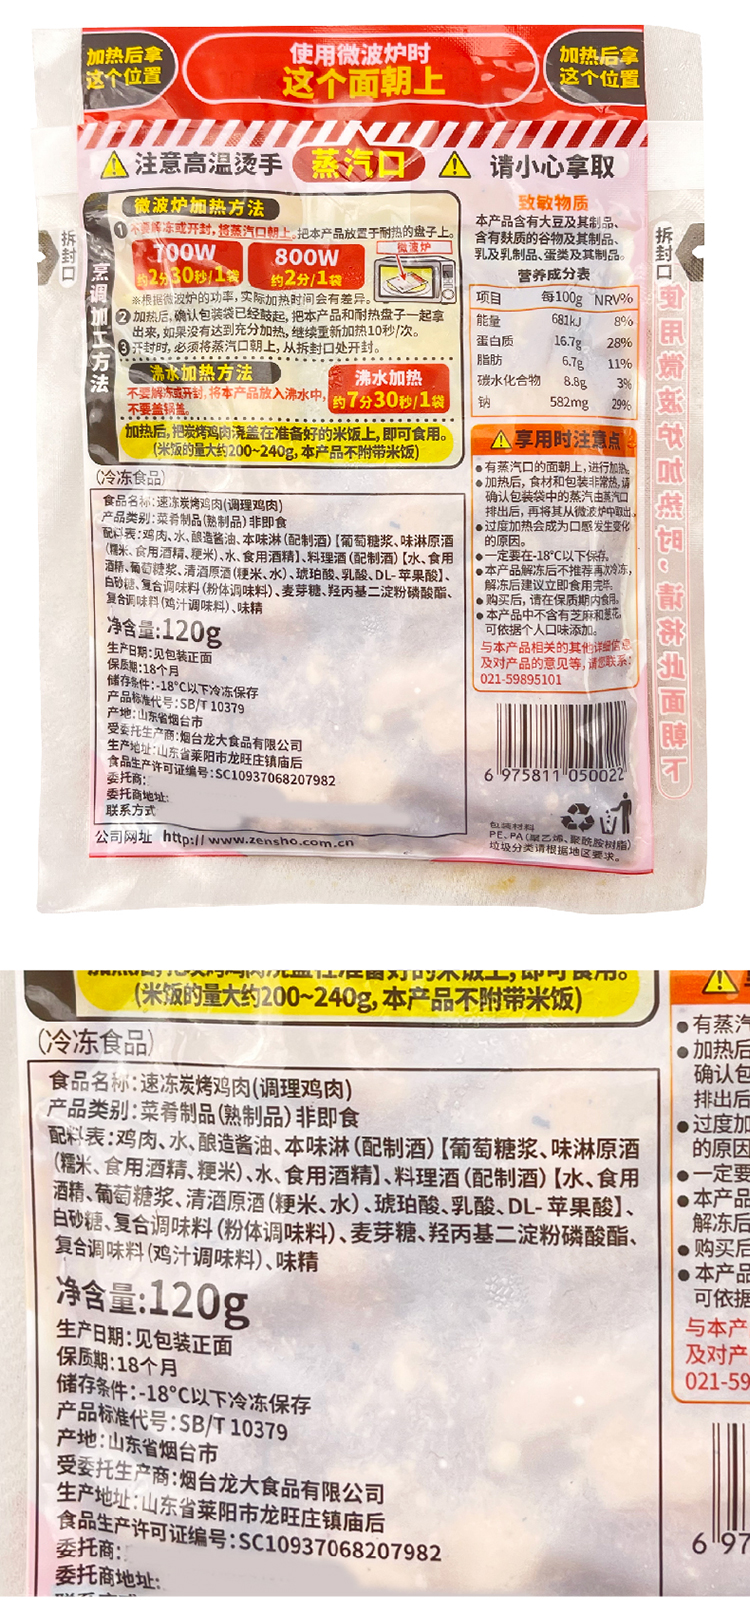 加热后拿
这个位置
使用微波炉时
这个面朝上
加热后拿
这个位置
注意高温烫手
蒸汽口
请小心拿取
拆封口
烹调加工方法
微波炉加热方法
①不要解冻或开封,将蒸汽口朝上。把本产品放置于耐热的盘子上。
700W
约2分30秒/1袋
800W
约2分/1袋
微波炉
※根据微波炉的功率,实际加热时间会有差异。
②加热后,确认包装袋已经鼓起,把本产品和耐热盘子一起拿
出来,如果没有达到充分加热,继续重新加热10秒/次。
③开封时,必须将蒸汽口朝上,从拆封口处开封。
沸水加热方法
不要解冻或开封,将本产品放入沸水中,
不要盖锅盖。
沸水加热
约7分30秒/1袋
加热后,把炭烤鸡肉浇盖在准备好的米饭上,即可食用。
(米饭的量大约200~240g,本产品不附带米饭)
(冷冻食品)
食品名称:速冻炭烤鸡肉(调理鸡肉)
产品类别:菜肴制品(熟制品)非即食
配料表:鸡肉、水、酿造酱油、本味淋(配制酒)【葡萄糖浆、味淋原酒
(糯米、食用酒精、粳米)、水、食用酒精】、料理酒(配制酒)【水、食用
酒精、葡萄糖浆、清酒原酒(粳米、水)、琥珀酸、乳酸、DL-苹果酸】、
白砂糖、复合调味料(粉体调味料)、麦芽糖、羟丙基二淀粉磷酸酯、
复合调味料(鸡汁调味料)、味精
净含量:120g
生产日期:见包装正面
保质期:18个月
储存条件:-18°C以下冷冻保存
产品标准代号:SB/T 10379
产地:山东省烟台市
受委托生产商:烟台龙大食品有限公司
生产地址:山东省莱阳市龙旺庄镇庙后
食品生产许可证编号:SC10937068207982
委托商:
委托商地址:
联系方式
公司网址 http://www.zensho.com.cn
致敏物质
本产品含有大豆及其制品、
含有麸质的谷物及其制品、
乳及乳制品、蛋类及其制品。
营养成分表
项目 每100g NRV%
能量 681kJ 8%
蛋白质 16.7g 28%
脂肪 6.7g 11%
碳水化合物 8.8g 3%
钠 582mg 29%
享用时注意点
●有蒸汽口的面朝上,进行加热。
●加热后,食材和包装非常热,请
确认包装袋中的蒸汽由蒸汽口
排出后,再将其从微波炉中取出。
●过度加热会成为口感发生变化
的原因。
●一定要在-18°C以下保存。
●本产品解冻后不推荐再次冷冻,
解冻后建议立即食用完毕。
●购买后,请在保质期内食用。
●本产品中不含有芝麻和葱花,
可依据个人口味添加。
与本产品相关的其他详细信息
及对产品的意见等,请您联系:
021-59895101
6 975811 050022
包装材料
PE、PA(聚乙烯、聚酰胺树脂)
垃圾分类请根据地区要求。
拆封口
使用微波炉加热时,请将此面朝下
加热后,把炭烤鸡肉浇盖在准备好的米饭上,即可食用。
(米饭的量大约200~240g,本产品不附带米饭)
(冷冻食品)
食品名称:速冻炭烤鸡肉(调理鸡肉)
产品类别:菜肴制品(熟制品)非即食
配料表:鸡肉、水、酿造酱油、本味淋(配制酒)【葡萄糖浆、味淋原酒
(糯米、食用酒精、粳米)、水、食用酒精】、料理酒(配制酒)【水、食用
酒精、葡萄糖浆、清酒原酒(粳米、水)、琥珀酸、乳酸、DL-苹果酸】、
白砂糖、复合调味料(粉体调味料)、麦芽糖、羟丙基二淀粉磷酸酯、
复合调味料(鸡汁调味料)、味精
净含量:120g
生产日期:见包装正面
保质期:18个月
储存条件:-18°C以下冷冻保存
产品标准代号:SB/T 10379
产地:山东省烟台市
受委托生产商:烟台龙大食品有限公司
生产地址:山东省莱阳市龙旺庄镇庙后
食品生产许可证编号:SC10937068207982
委托商:
委托商地址:
●有蒸汽
●加热后
确认包
排出后
●过度加
的原因
●一定要
●本产品
解冻后
●购买后
●本产品
可依据
与本产
及对产
021-59
6 97